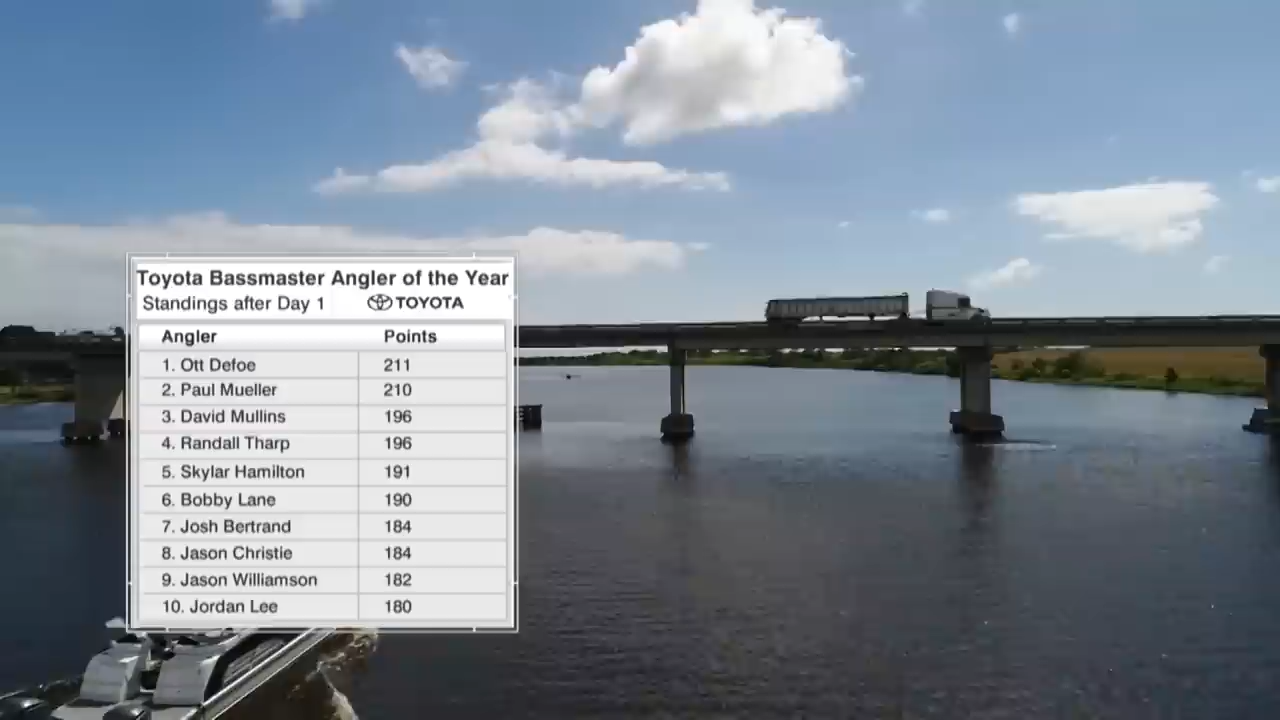 Toyota Bassmaster Angler of the Year
Standings after Day 1 TOYOTA
Angler Points
1. Ott Defoe 211
2. Paul Mueller 210
3. David Mullins 196
4. Randall Tharp 196
5. Skylar Hamilton 191
6. Bobby Lane 190
7. Josh Bertrand 184
8. Jason Christie 184
9. Jason Williamson 182
10. Jordan Lee 180